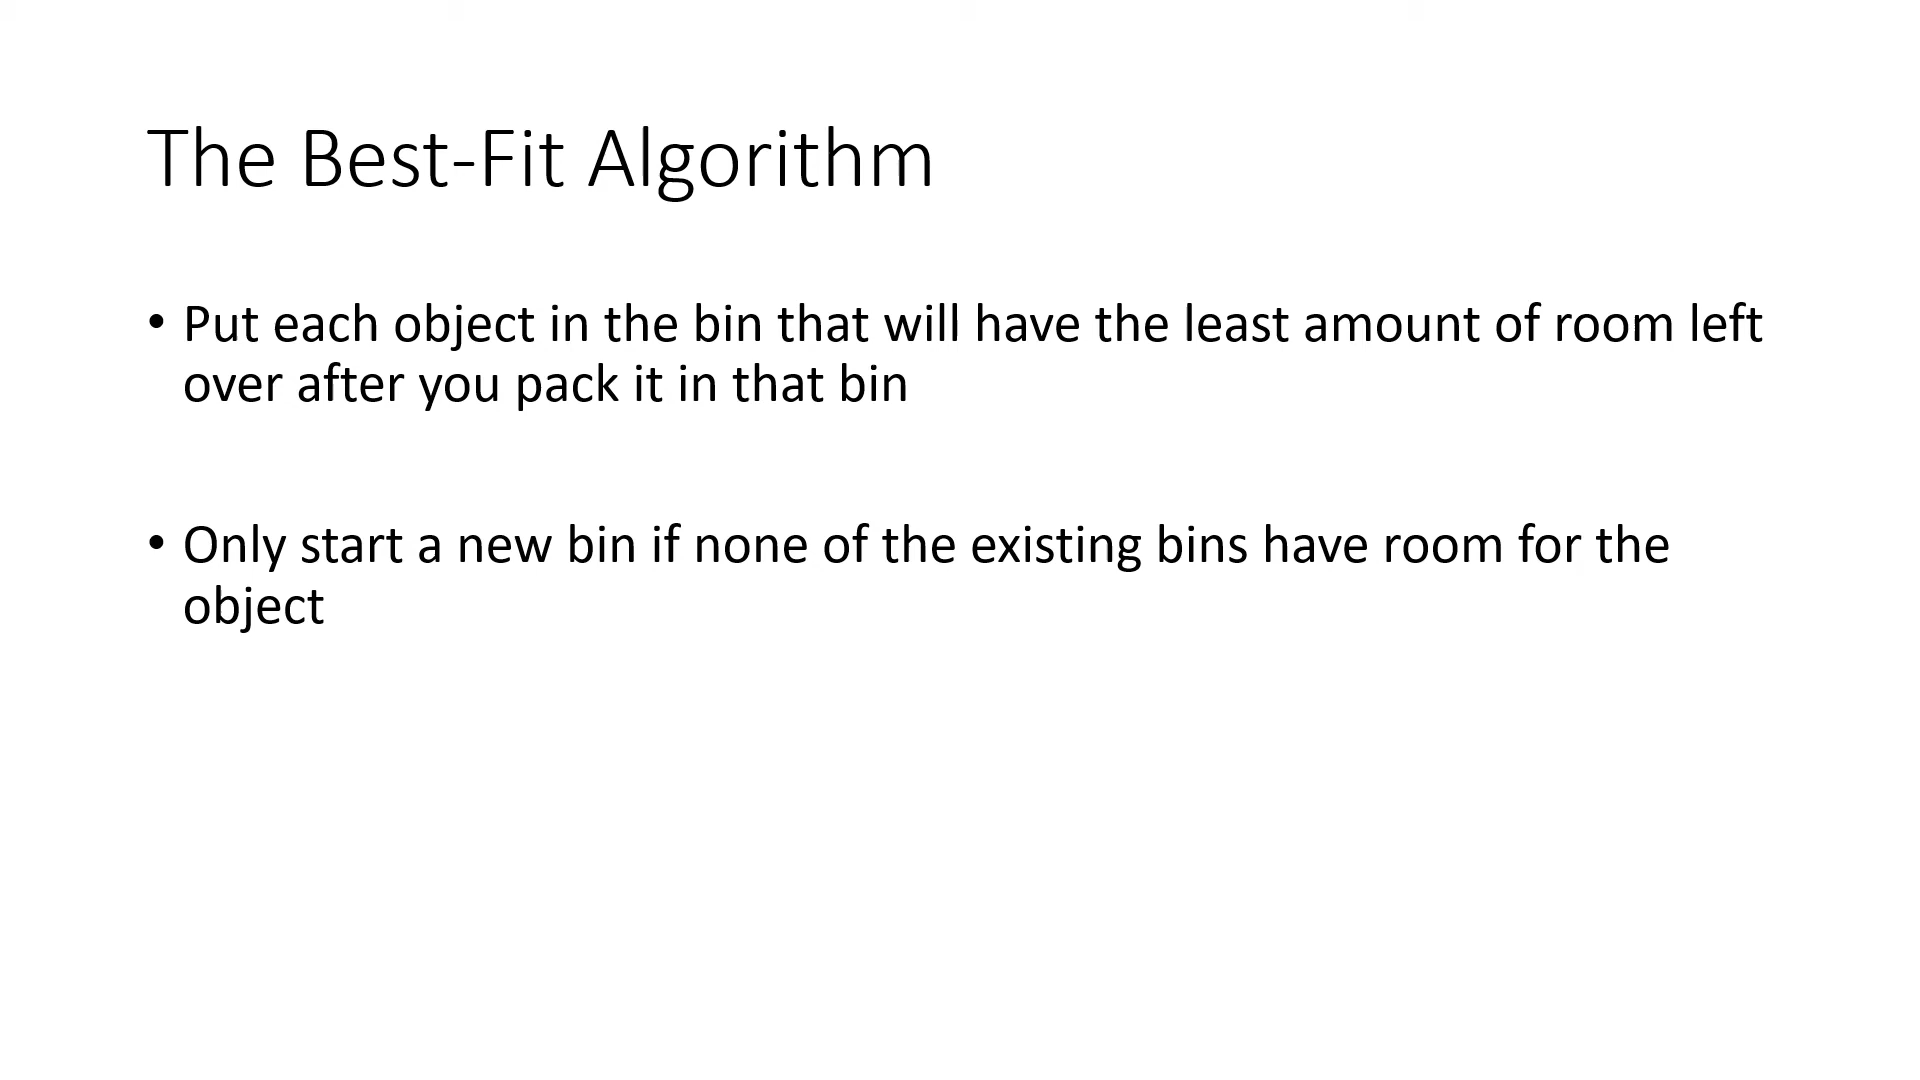 The Best-Fit Algorithm
• Put each object in the bin that will have the least amount of room left
over after you pack it in that bin
• Only start a new bin if none of the existing bins have room for the
object